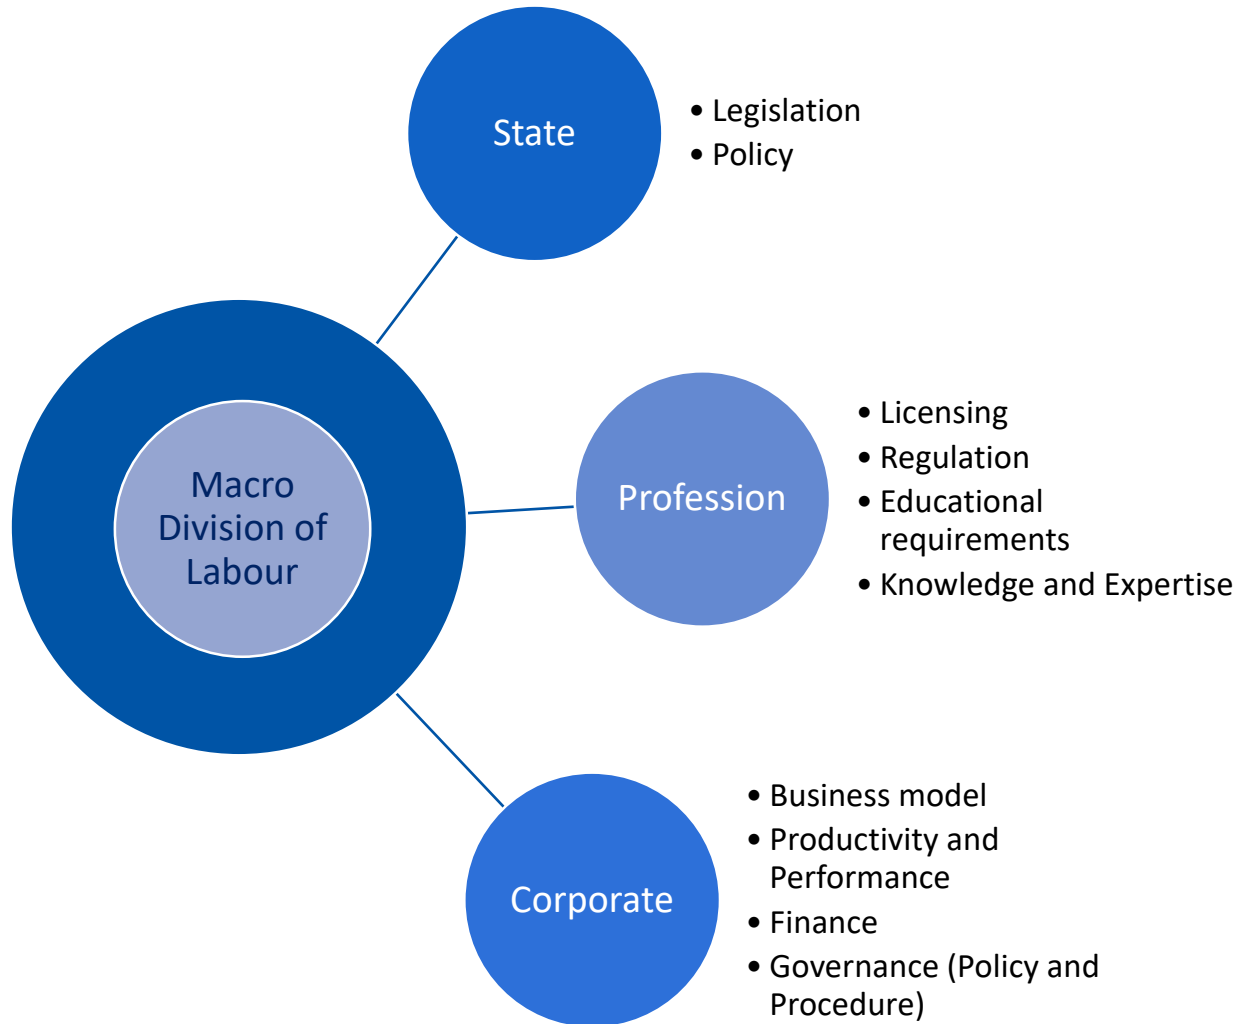 State
• Legislation
• Policy
Macro
Division of
Labour
Profession
• Licensing
• Regulation
• Educational
requirements
• Knowledge and Expertise
Corporate
• Business model
• Productivity and
Performance
• Finance
• Governance (Policy and
Procedure)